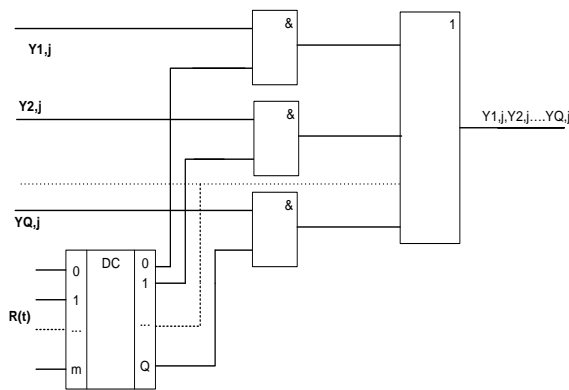 &
1
Y1,j
Y2,j
&
Y1,j,Y2,j....YQ,j
&
YQ,j
DC
0
0
1
1
R(t)
...
...
m
Q